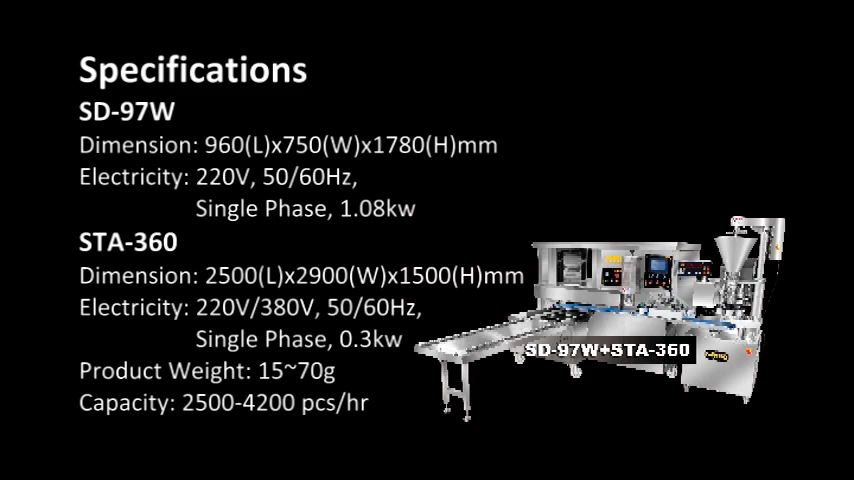 Specifications
SD-97W
Dimension: 960(L)x750(W)x1780(H)mm
Electricity: 220V, 50/60Hz,
Single Phase, 1.08kw
STA-360
Dimension: 2500(L)x2900(W)x1500(H)mm
Electricity: 220V/380V, 50/60Hz,
Single Phase, 0.3kw
Product Weight: 15~70g
Capacity: 2500-4200 pcs/hr
SD-97W+STA-360